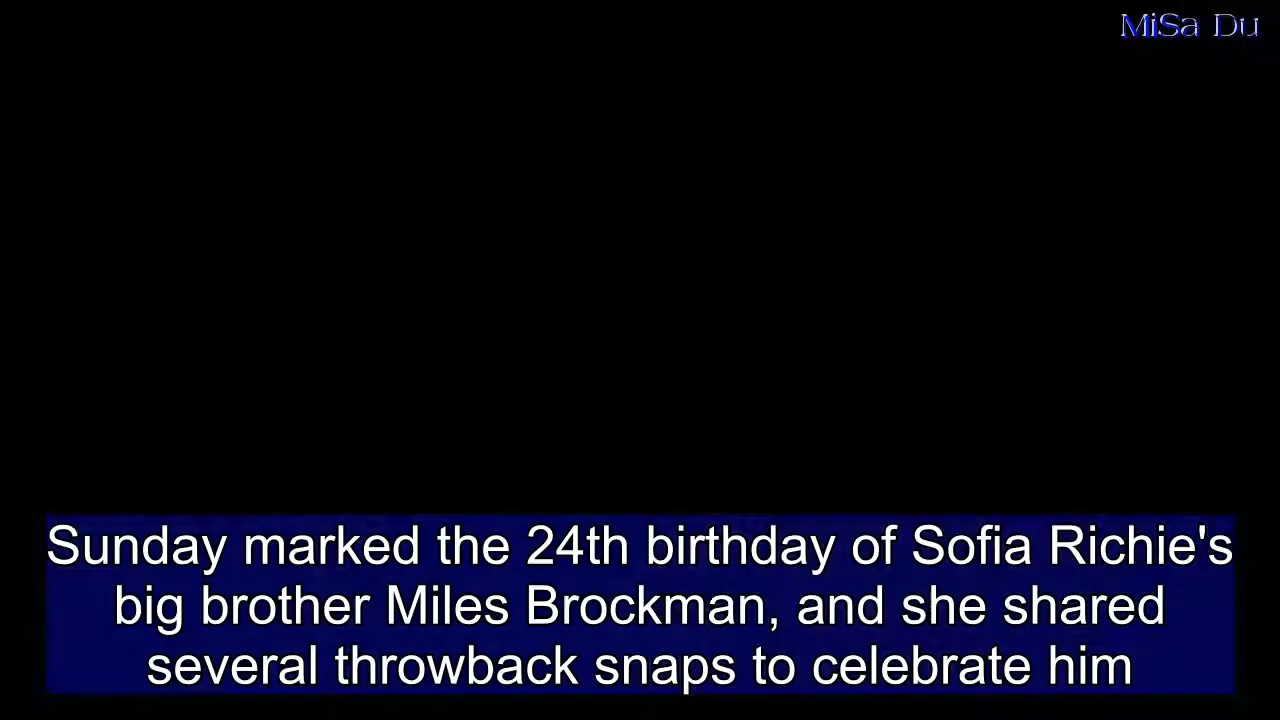 MiSa Du
Sunday marked the 24th birthday of Sofia Richie's
big brother Miles Brockman, and she shared
several throwback snaps to celebrate him